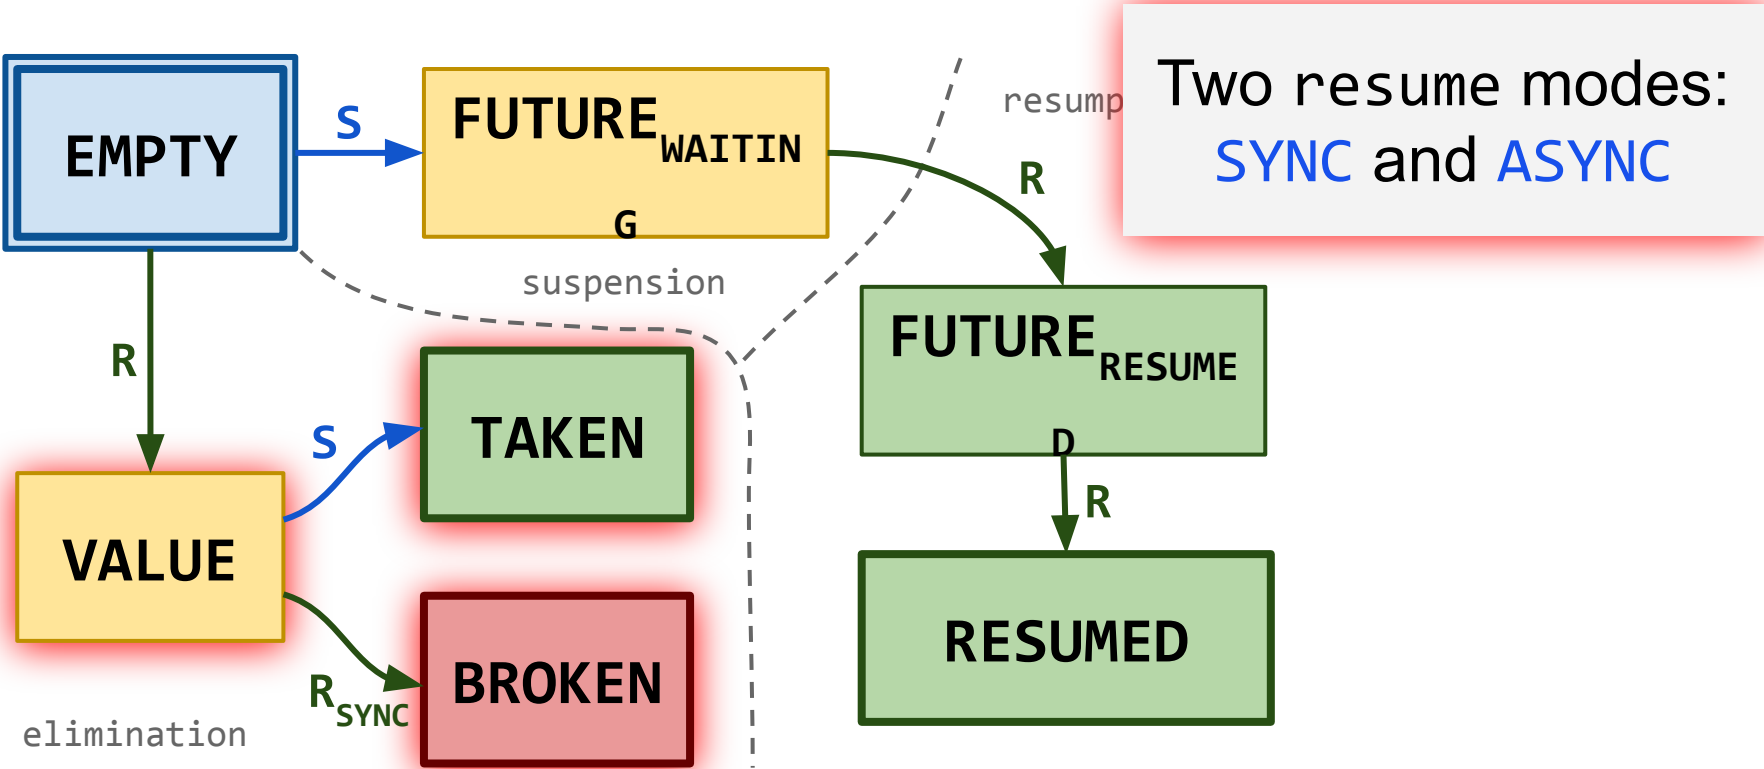 Two resume modes:
SYNC and ASYNC
EMPTY
S
FUTURE WAITIN
G
resump
R
suspension
FUTURE RESUME
D
R
TAKEN
S
R
VALUE
RESUMED
BROKEN
R SYNC
elimination